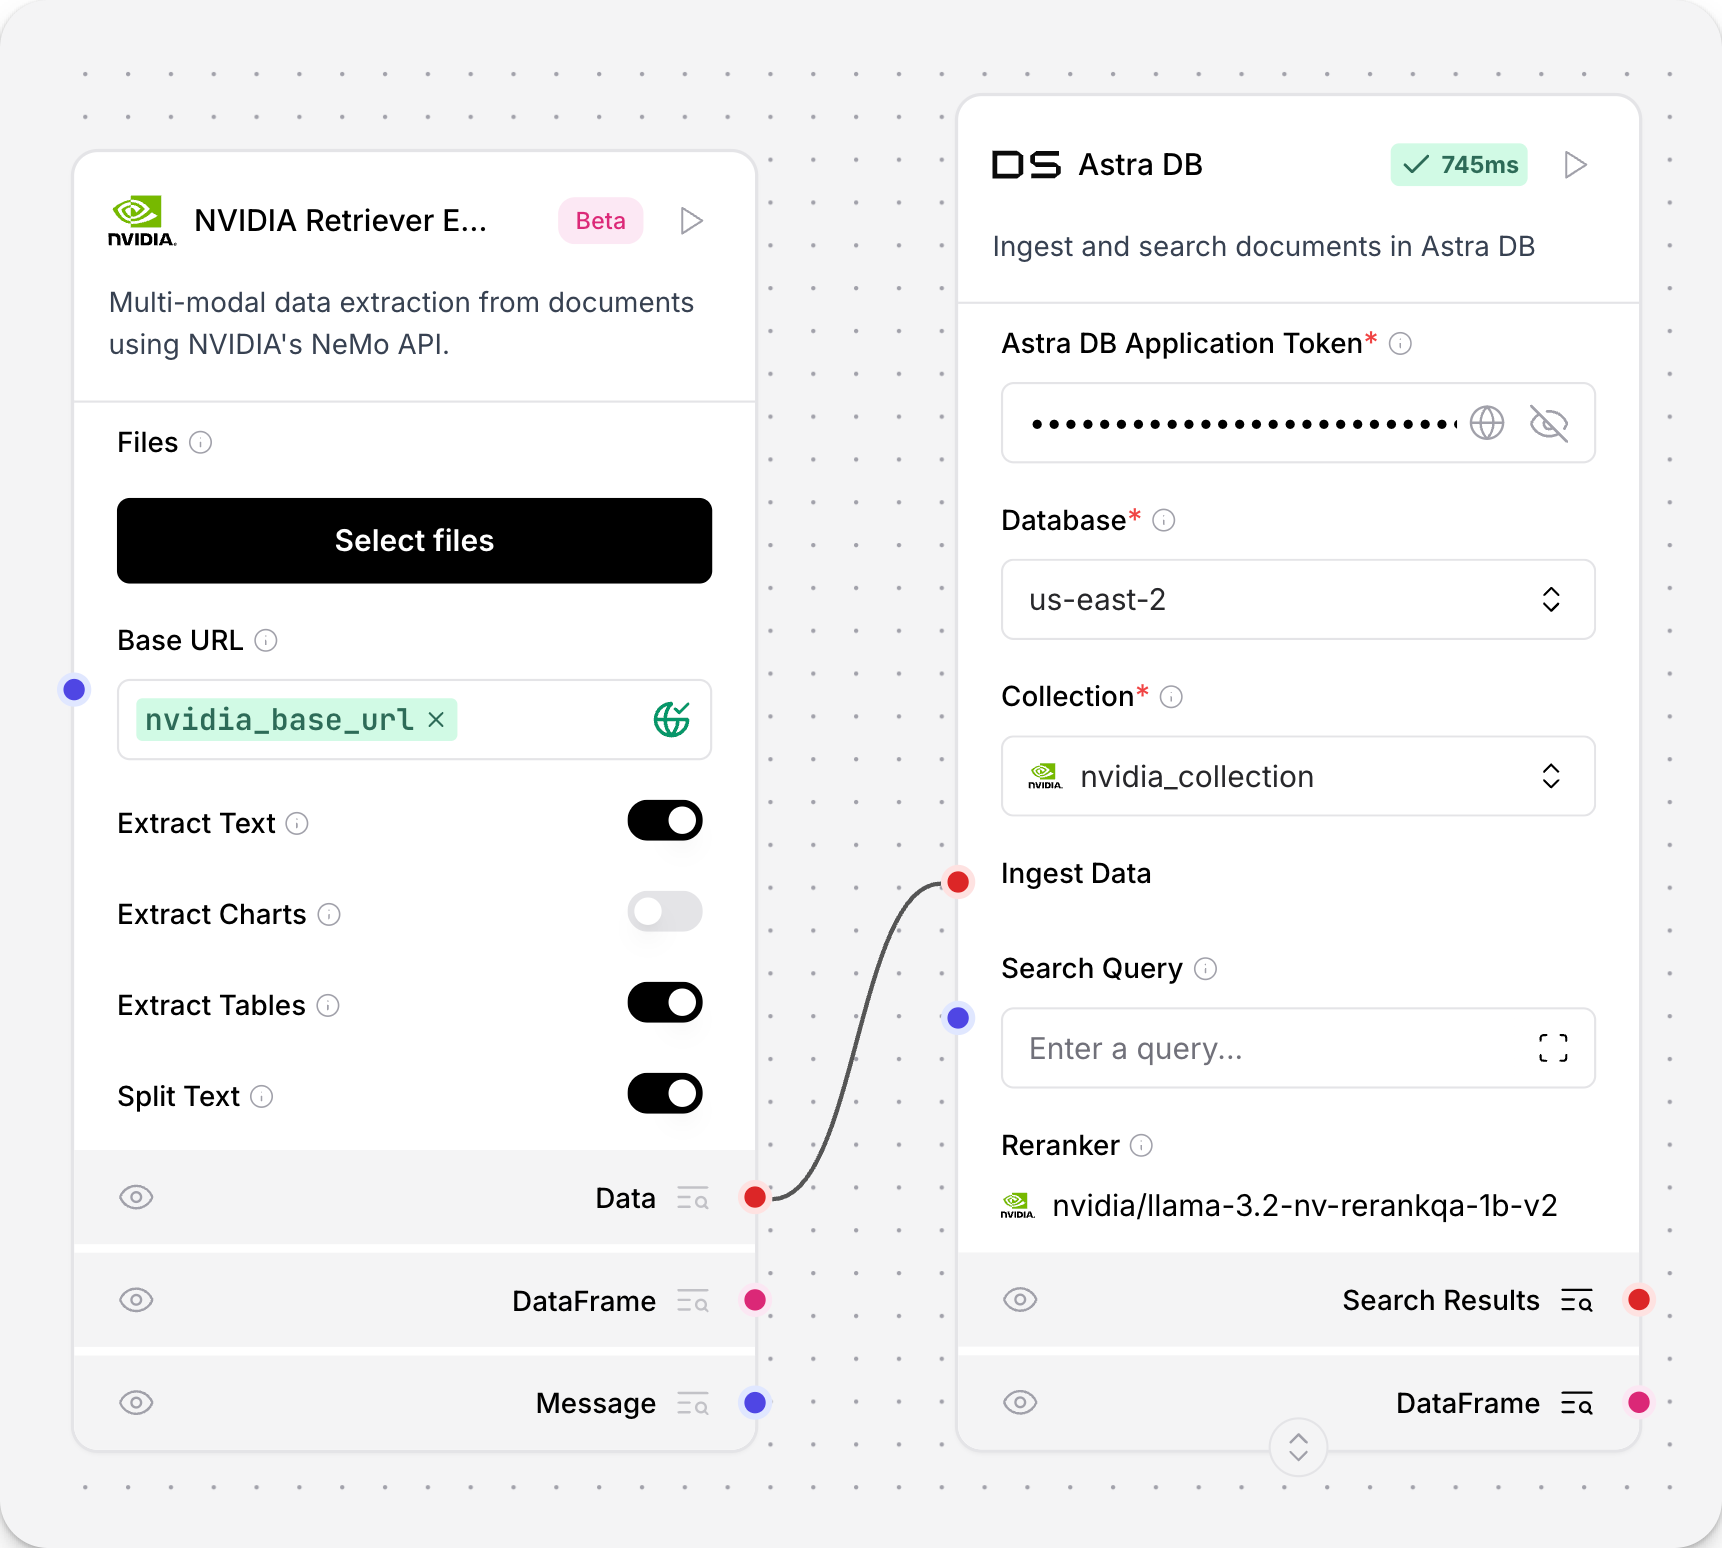 NVIDIA
NVIDIA Retriever E...
Beta
Multi-modal data extraction from documents
using NVIDIA's NeMo API.
Files
Select files
Base URL
nvidia_base_url
Extract Text
Extract Charts
Extract Tables
Split Text
Data
DataFrame
Message
DS
Astra DB
745ms
Ingest and search documents in Astra DB
Astra DB Application Token*
Database*
us-east-2
Collection*
NVIDIA
nvidia_collection
Ingest Data
Search Query
Enter a query...
Reranker
NVIDIA
nvidia/llama-3.2-nv-rerankqa-1b-v2
Search Results
DataFrame